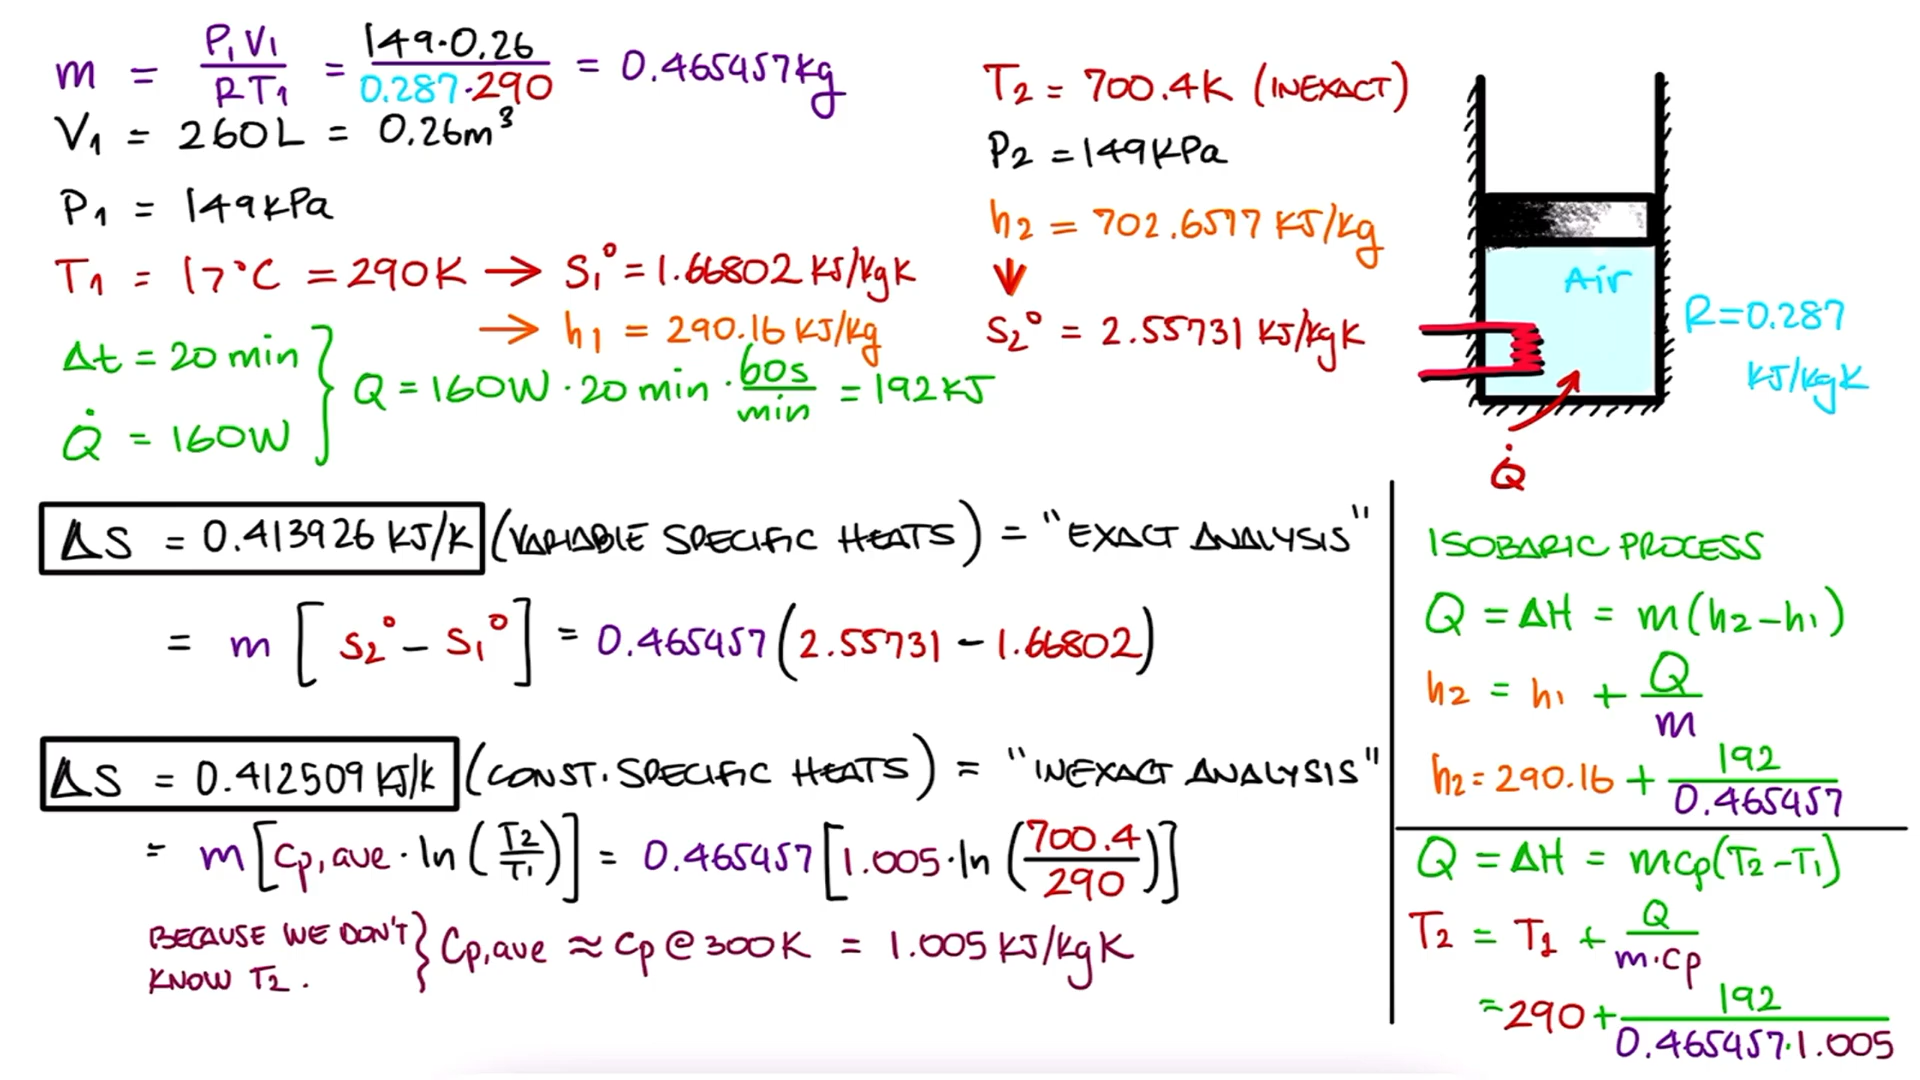 m = P₁V₁ / RT₁ = 149·0.26 / 0.287·290 = 0.465457kg
V₁ = 260L = 0.26m³
P₁ = 149kPa
T₁ = 17°C = 290K → S₁° = 1.66802 KJ/KgK
→ h₁ = 290.16 KJ/kg
Δt = 20 min
Q̇ = 160W
Q = 160W · 20 min · 60s / min = 192KJ
T₂ = 700.4K (INEXACT)
P₂ = 149KPa
h₂ = 702.6577 KJ/kg
↓
S₂° = 2.55731 KJ/kgK
Air
R=0.287
KJ/kgK
Q̇
ΔS = 0.413926 KJ/K (VARIABLE SPECIFIC HEATS) = "EXACT ANALYSIS"
= m [S₂° - S₁°] = 0.465457 (2.55731 - 1.66802)
ΔS = 0.412509 KJ/K (CONST. SPECIFIC HEATS) = "INEXACT ANALYSIS"
= m [Cp,ave · ln (T₂/T₁)] = 0.465457 [1.005 · ln (700.4/290)]
BECAUSE WE DON'T
KNOW T₂.
Cp,ave ≈ Cp @ 300K = 1.005 KJ/kgK
ISOBARIC PROCESS
Q = ΔH = m(h₂-h₁)
h₂ = h₁ + Q / m
h₂ = 290.16 + 192 / 0.465457
Q = ΔH = mcp(T₂-T₁)
T₂ = T₁ + Q / m·cp
= 290 + 192 / 0.465457·1.005